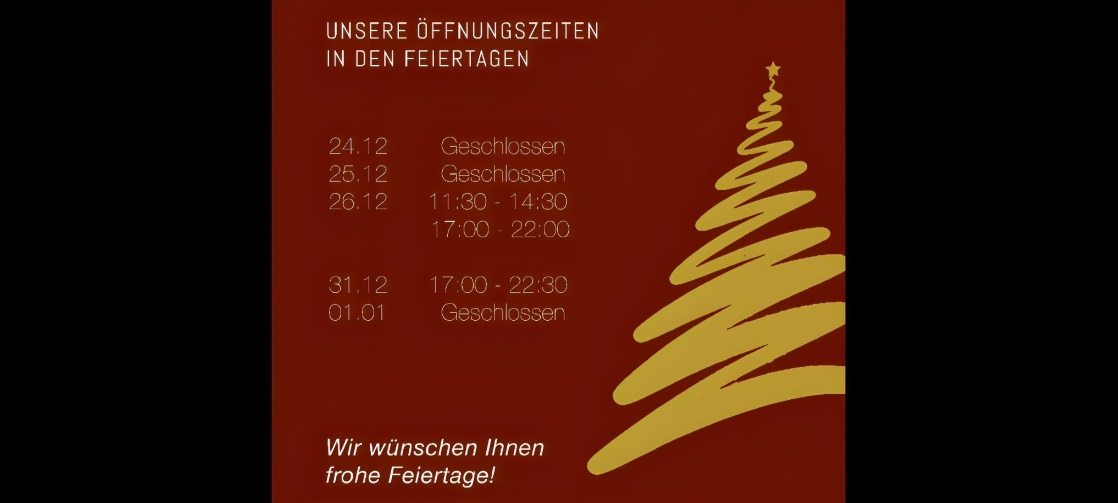 UNSERE ÖFFNUNGSZEITEN
IN DEN FEIERTAGEN
24.12 Geschlossen
25.12 Geschlossen
26.12 11:30 - 14:30
17:00 - 22:00
31.12 17:00 - 22:30
01.01 Geschlossen
Wir wünschen Ihnen
frohe Feiertage!